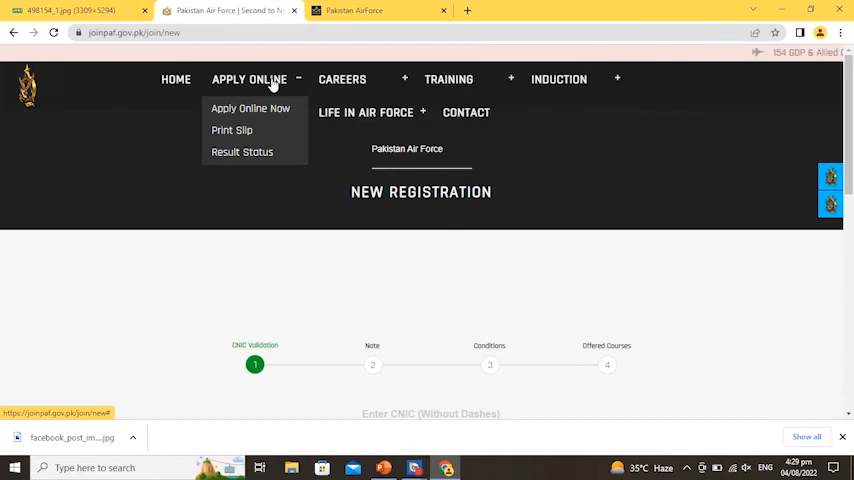 498154_1.jpg (3309×5294)
Pakistan Air Force | Second to N
Pakistan AirForce
joinpaf.gov.pk/join/new
154 GDP & Allied C
HOME
APPLY ONLINE
CAREERS
TRAINING
INDUCTION
Apply Online Now
Print Slip
Result Status
LIFE IN AIR FORCE
CONTACT
Pakistan Air Force
NEW REGISTRATION
CNIC Validation
Note
Conditions
Offered Courses
1
2
3
4
Enter CNIC (Without Dashes)
https://joinpaf.gov.pk/join/new#
facebook_post_im....jpg
Show all
Type here to search
35°C Haze
ENG
4:29 pm
04/08/2022